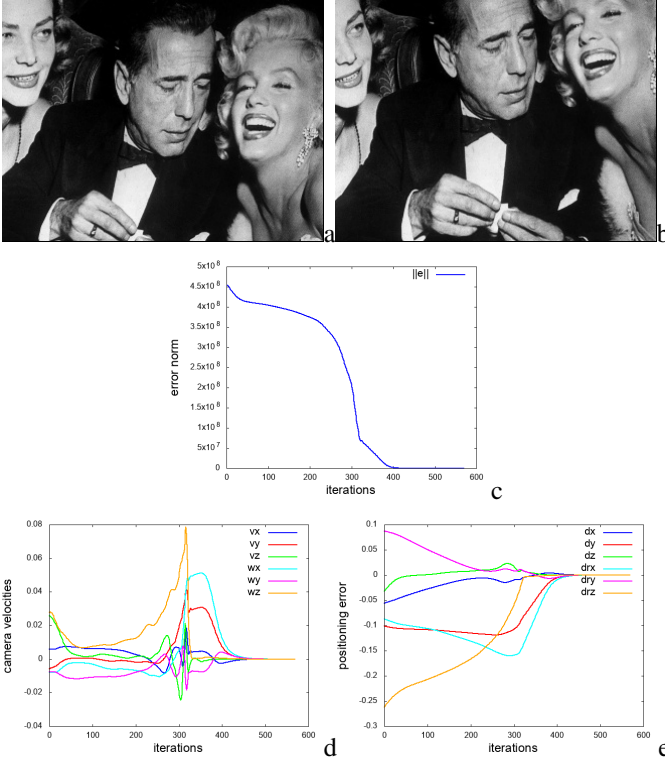 a
b
5x10 8
4.5x10 8
4x10 8
3.5x10 8
3x10 8
2.5x10 8
2x10 8
1.5x10 8
1x10 8
5x10 7
0
error norm
||e||
0 100 200 300 400 500 600
iterations
c
0.08
0.06
0.04
0.02
0
-0.02
-0.04
camera velocities
vx
vy
vz
wx
wy
wz
0 100 200 300 400 500 600
iterations
d
0.1
0.05
0
-0.05
-0.1
-0.15
-0.2
-0.25
-0.3
positioning error
dx
dy
dz
drx
dry
drz
0 100 200 300 400 500 600
iterations
e